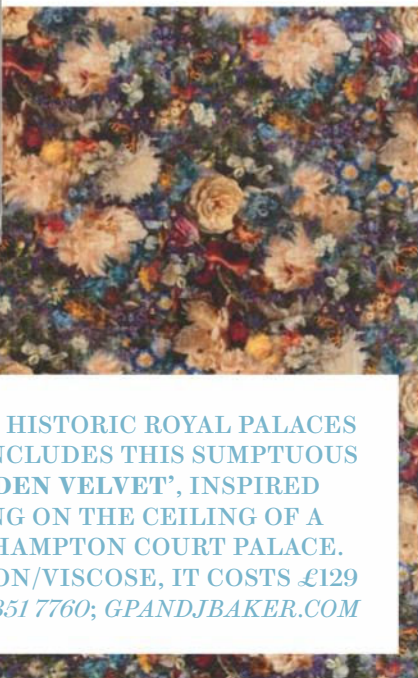 HISTORIC ROYAL PALACES
NCLUDES THIS SUMPTUOUS
DEN VELVET', INSPIRED
NG ON THE CEILING OF A
HAMPTON COURT PALACE.
ON/VISCOSE, IT COSTS £129
851 7760; GPANDJBAKER.COM